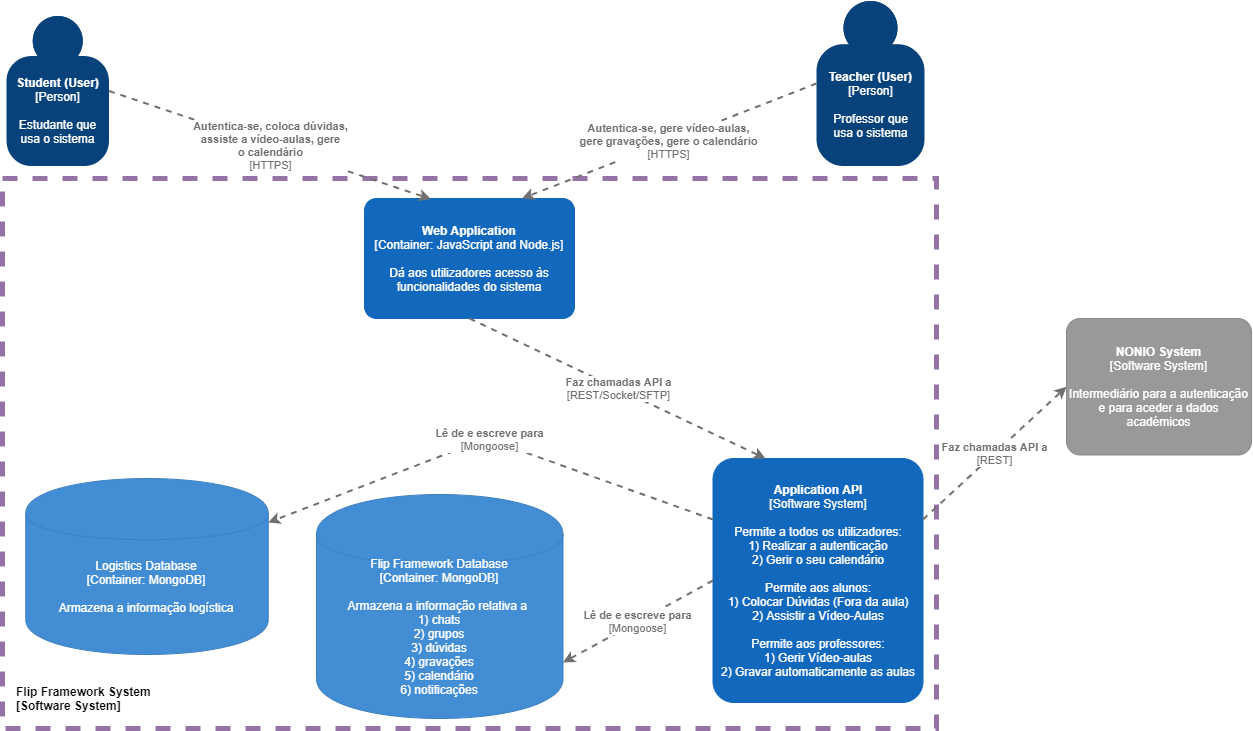 Student (User)
[Person]
Estudante que
usa o sistema
Teacher (User)
[Person]
Professor que
usa o sistema
Autentica-se, coloca dúvidas,
assiste a vídeo-aulas, gere
o calendário
[HTTPS]
Autentica-se, gere vídeo-aulas,
gere gravações, gere o calendário
[HTTPS]
Web Application
[Container: JavaScript and Node.js]
Dá aos utilizadores acesso às
funcionalidades do sistema
Faz chamadas API a
[REST/Socket/SFTP]
NONIO System
[Software System]
Intermediário para a autenticação
e para aceder a dados
académicos
Lê de e escreve para
[Mongoose]
Faz chamadas API a
[REST]
Application API
[Software System]
Permite a todos os utilizadores:
1) Realizar a autenticação
2) Gerir o seu calendário
Permite aos alunos:
1) Colocar Dúvidas (Fora da aula)
2) Assistir a Vídeo-Aulas
Permite aos professores:
1) Gerir Vídeo-aulas
2) Gravar automaticamente as aulas
Logistics Database
[Container: MongoDB]
Armazena a informação logística
Flip Framework Database
[Container: MongoDB]
Armazena a informação relativa a
1) chats
2) grupos
3) dúvidas
4) gravações
5) calendário
6) notificações
Lê de e escreve para
[Mongoose]
Flip Framework System
[Software System]